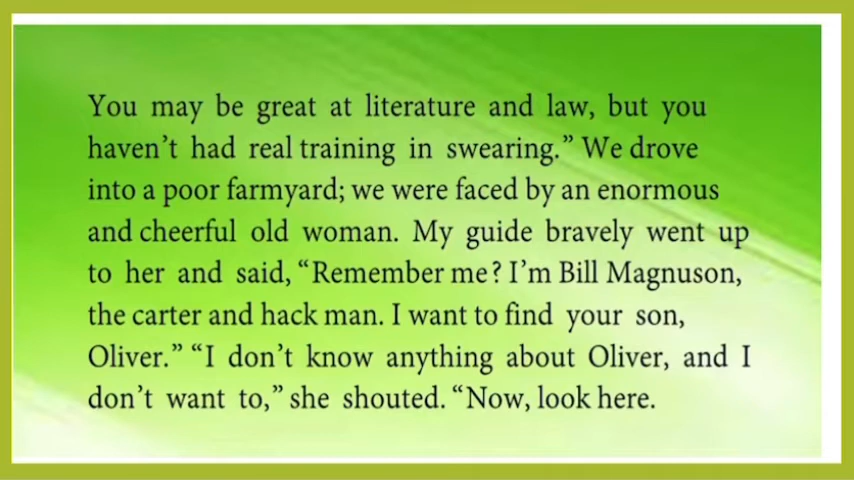 You may be great at literature and law, but you
haven’t had real training in swearing.” We drove
into a poor farmyard; we were faced by an enormous
and cheerful old woman. My guide bravely went up
to her and said, “Remember me? I’m Bill Magnuson,
the carter and hack man. I want to find your son,
Oliver.” “I don’t know anything about Oliver, and I
don’t want to,” she shouted. “Now, look here.